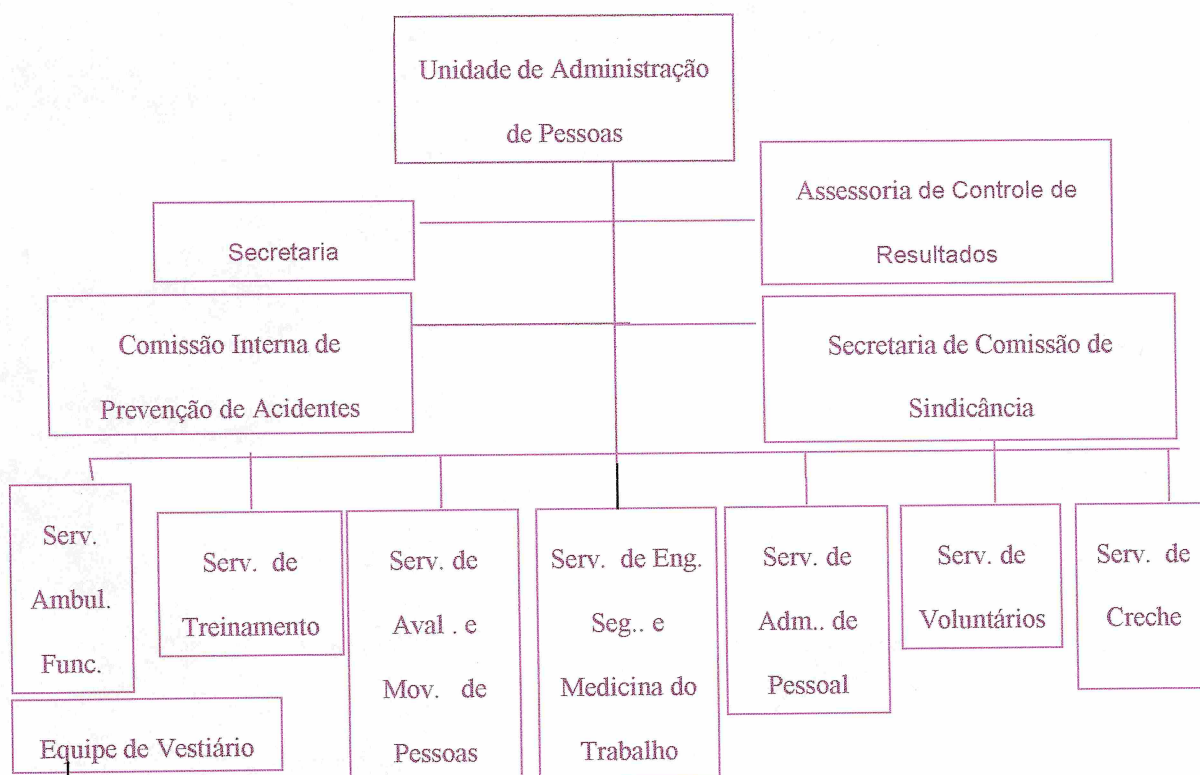 Unidade de Administração
de Pessoas
Assessoria de Controle de
Resultados
Secretaria
Comissão Interna de
Prevenção de Acidentes
Secretaria de Comissão de
Sindicância
Serv.
Ambul.
Func.
Serv. de
Treinamento
Serv. de
Aval . e
Mov. de
Pessoas
Serv. de Eng.
Seg.. e
Medicina do
Trabalho
Serv. de
Adm.. de
Pessoal
Serv. de
Voluntários
Serv. de
Creche
Equipe de Vestiário